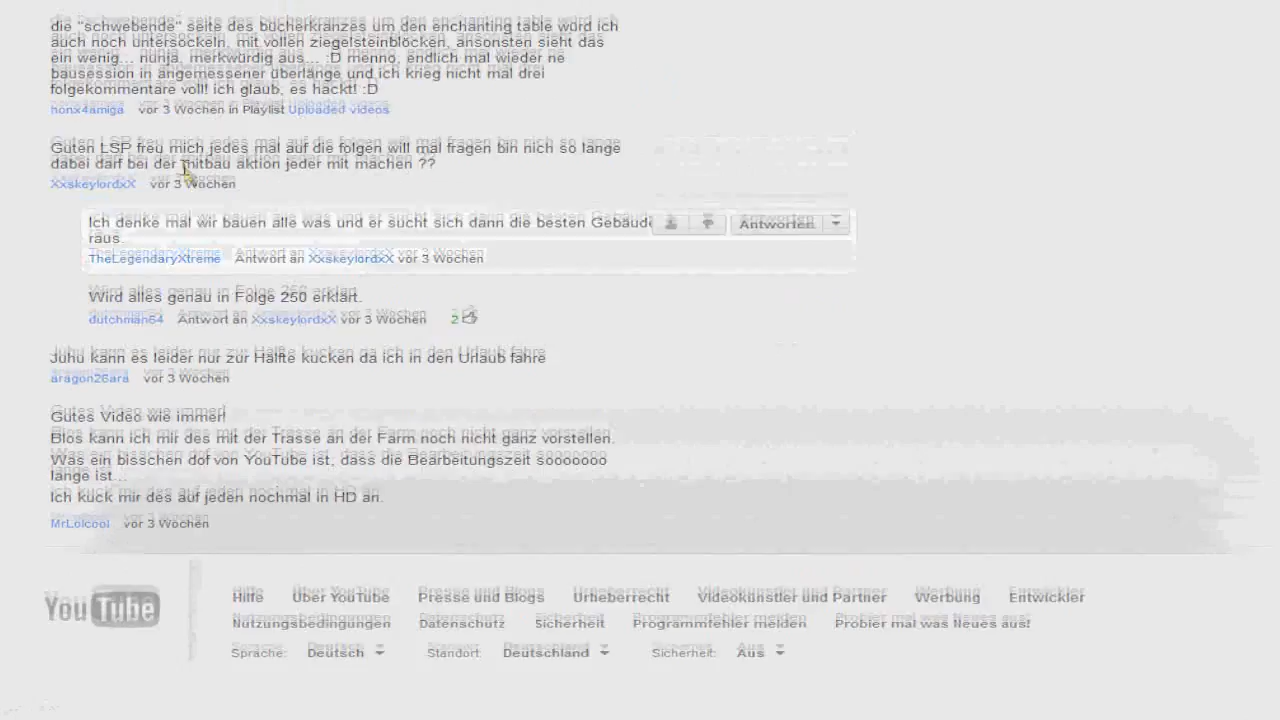 die "schwebende" seite des bücherkranzes um den enchanting table würd ich
auch noch untersockeln, mit vollen ziegelsteinblöcken, ansonsten sieht das
ein wenig... nunja, merkwürdig aus... :D menno, endlich mal wieder ne
bausession in angemessener überlänge und ich krieg nicht mal drei
folgekommentare voll! ich glaub, es hackt! :D
honx4amiga vor 3 Wochen in Playlist Uploaded videos
Guten LSP freu mich jedes mal auf die folgen will mal fragen bin nich so lange
dabei darf bei der mitbau aktion jeder mit machen ??
XxskeylordxX vor 3 Wochen
Ich denke mal wir bauen alle was und er sucht sich dann die besten Gebäude
raus.
Antworten
TheLegendaryXtreme Antwort an XxskeylordxX vor 3 Wochen
Wird alles genau in Folge 250 erklärt.
dutchman64 Antwort an XxskeylordxX vor 3 Wochen 2
Juhu kann es leider nur zur Hälfte kucken da ich in den Urlaub fahre
aragon26ara vor 3 Wochen
Gutes Video wie immer!
Blos kann ich mir des mit der Trasse an der Farm noch nicht ganz vorstellen.
Was ein bisschen dof von YouTube ist, dass die Bearbeitungszeit sooooooo
lange ist...
Ich kuck mir des auf jeden nochmal in HD an.
MrLolcool vor 3 Wochen
YouTube
Hilfe Über YouTube Presse und Blogs Urheberrecht Videokünstler und Partner Werbung Entwickler
Nutzungsbedingungen Datenschutz Sicherheit Programmfehler melden Probier mal was Neues aus!
Sprache: Deutsch Standort: Deutschland Sicherheit: Aus